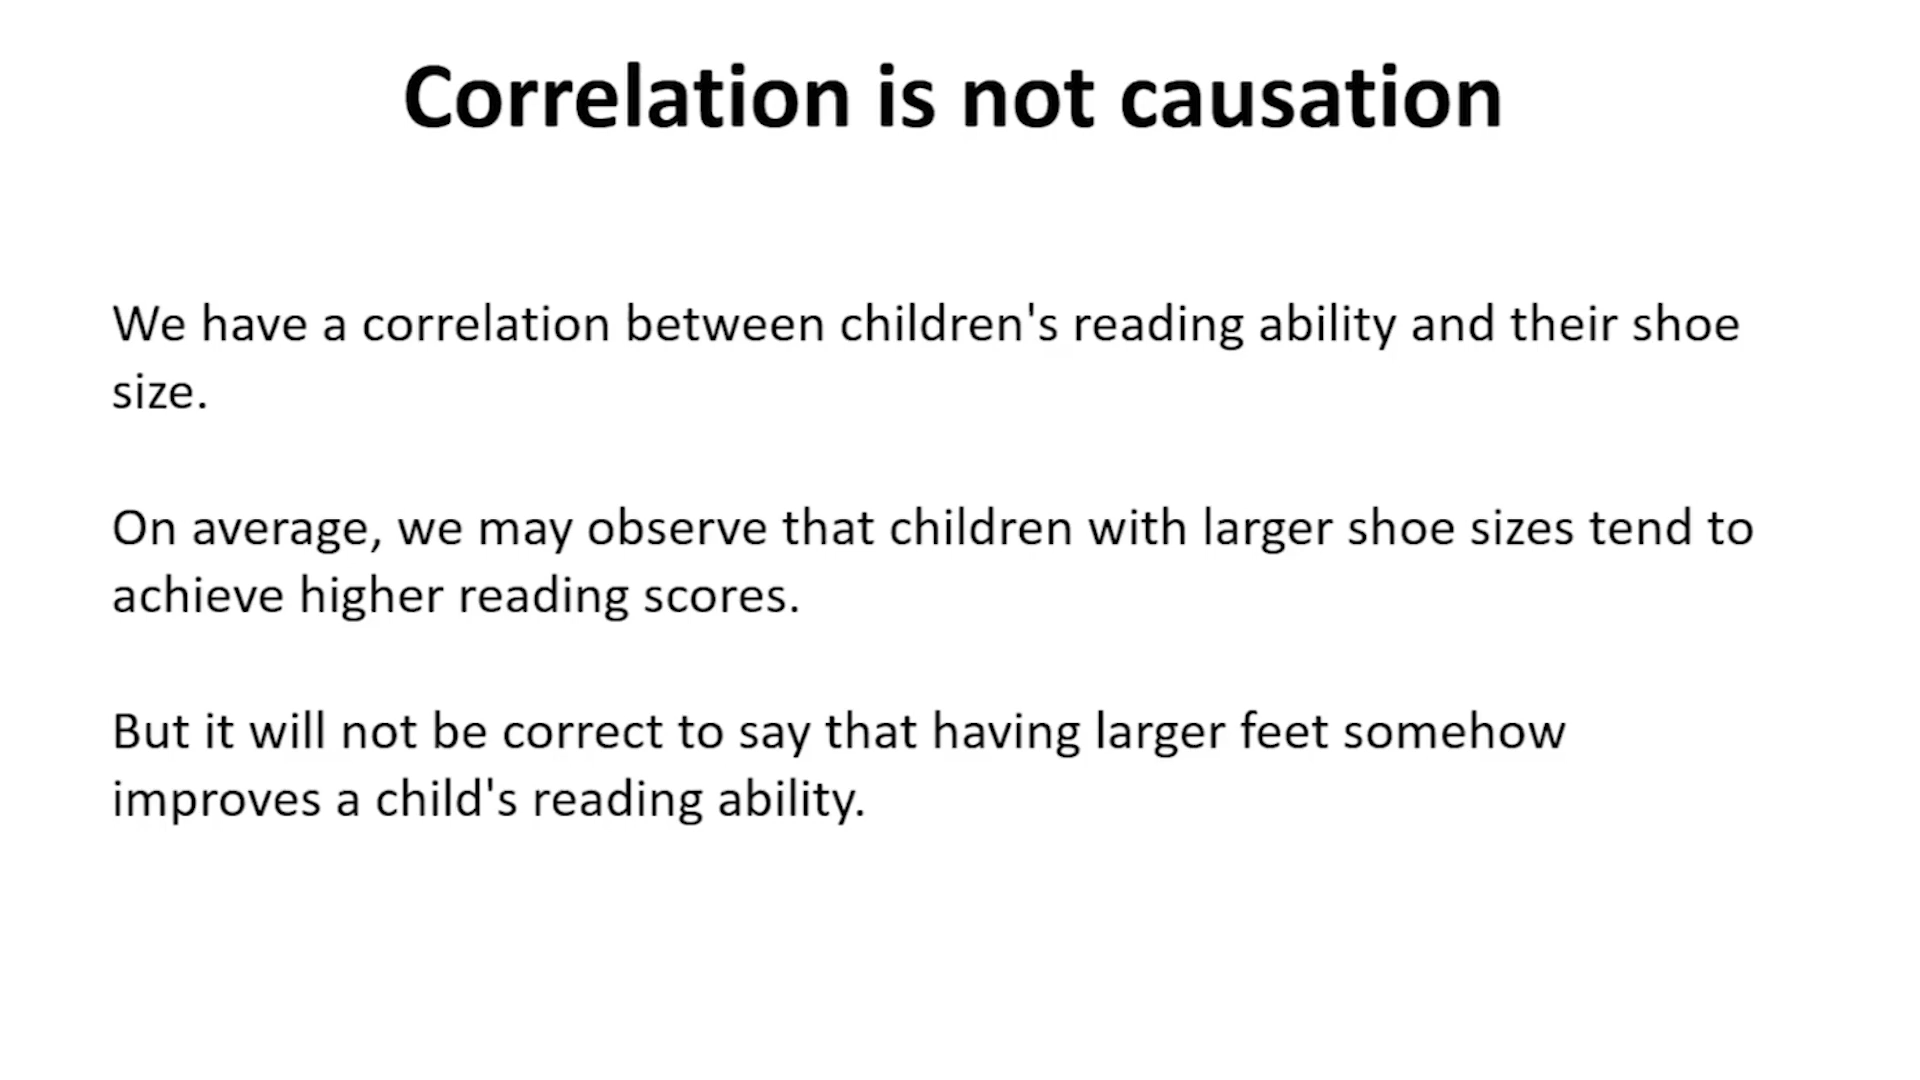 Correlation is not causation
We have a correlation between children's reading ability and their shoe
size.
On average, we may observe that children with larger shoe sizes tend to
achieve higher reading scores.
But it will not be correct to say that having larger feet somehow
improves a child's reading ability.